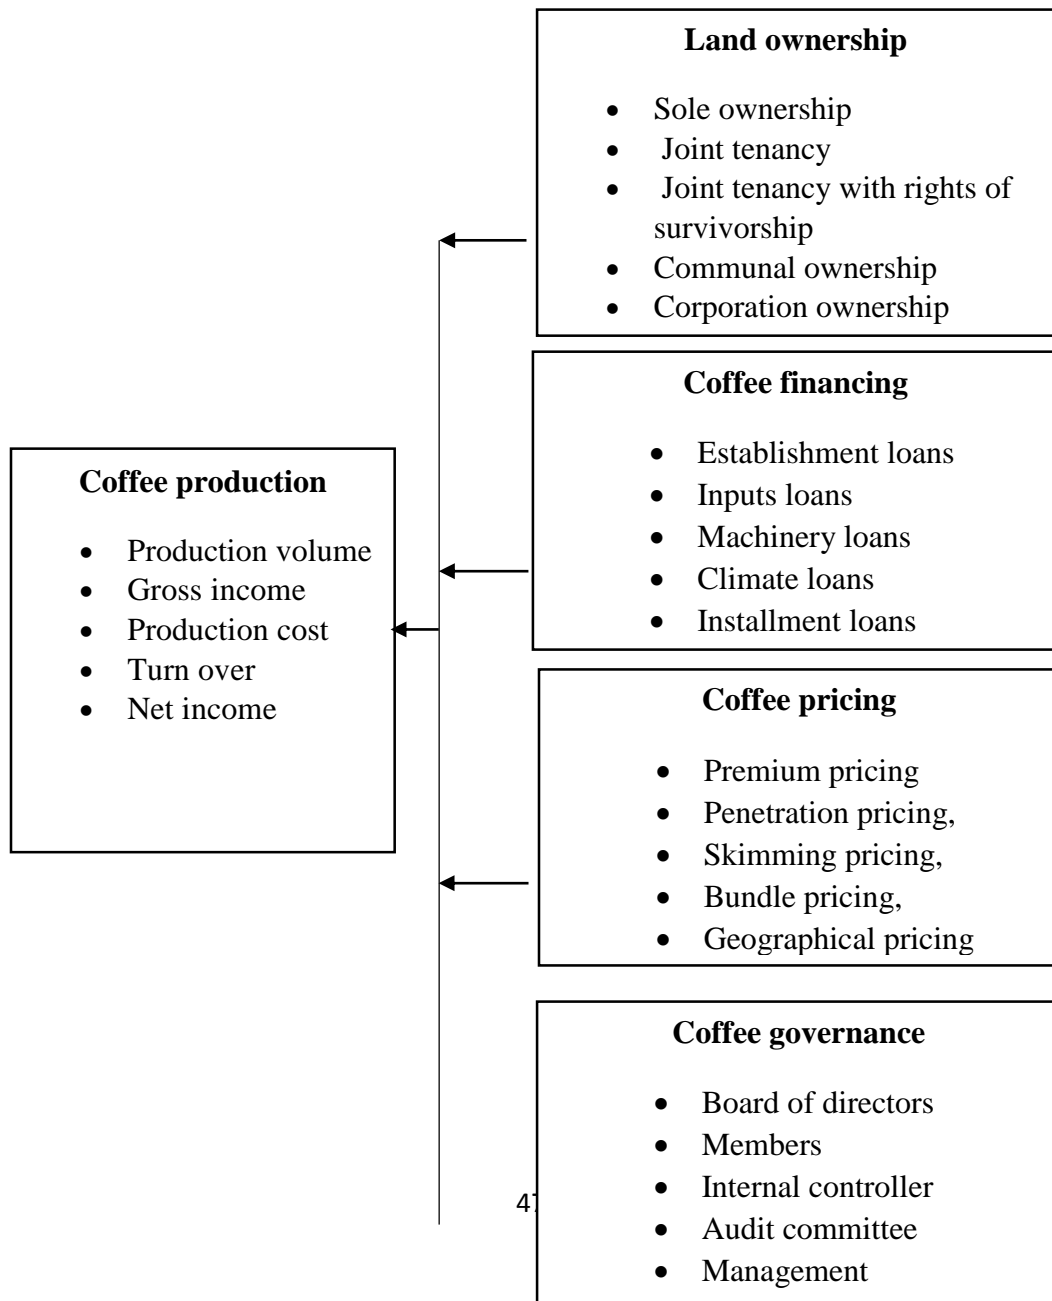 Land ownership
• Sole ownership
• Joint tenancy
• Joint tenancy with rights of
survivorship
• Communal ownership
• Corporation ownership
Coffee financing
• Establishment loans
• Inputs loans
• Machinery loans
• Climate loans
• Installment loans
Coffee production
• Production volume
• Gross income
• Production cost
• Turn over
• Net income
Coffee pricing
• Premium pricing
• Penetration pricing,
• Skimming pricing,
• Bundle pricing,
• Geographical pricing
Coffee governance
• Board of directors
• Members
• Internal controller
• Audit committee
• Management
47